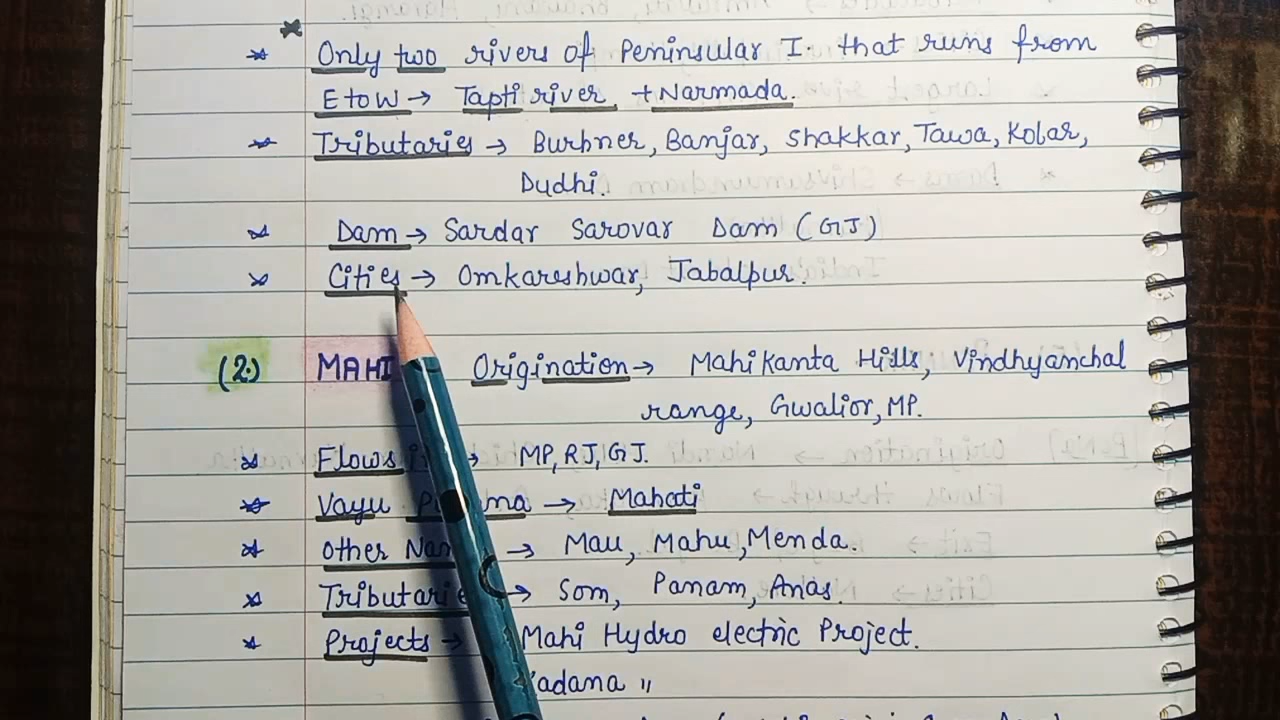 Only two rivers of Peninsular I. that runs from
E to W → Tapti river + Narmada.
Tributaries → Burhner, Banjar, Shakkar, Tawa, Kolar,
Dudhi.
Dam → Sardar Sarovar Dam (GJ)
Cities → Omkareshwar, Jabalpur.
(2.) MAHI Origination → Mahikanta Hills, Vindhyanchal
range, Gwalior, MP.
Flows → MP, RJ, GJ.
Vayu → Mahati
Other → Mau, Mahu, Menda.
→ Som, Panam, Anas.
Projects → Mahi Hydro electric Project.
"